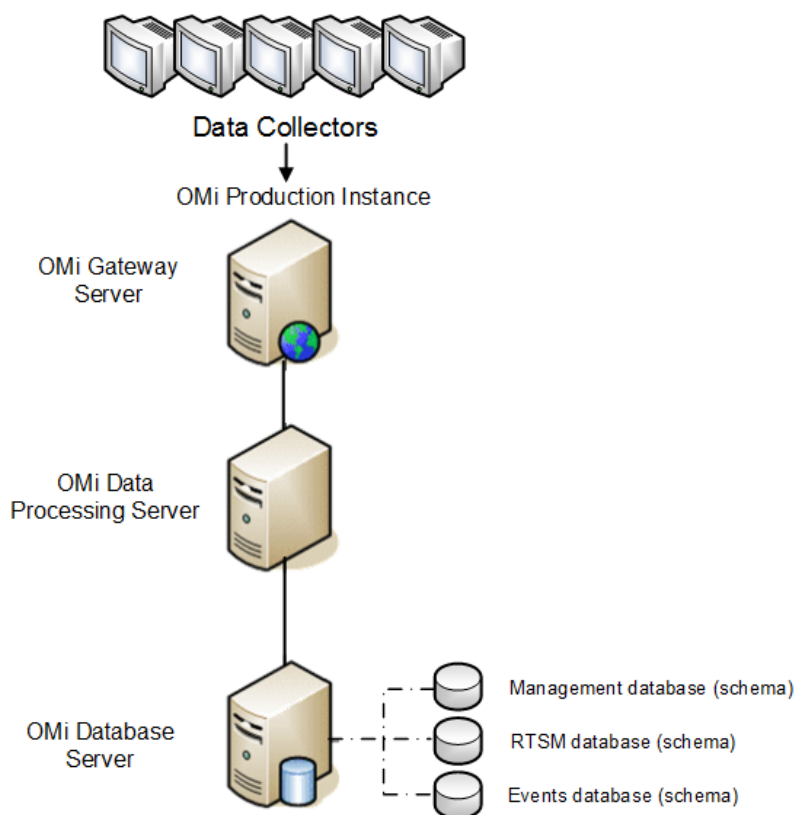 Data Collectors
OMi Production Instance
OMi Gateway
Server
OMi Data
Processing Server
OMi Database
Server
Management database (schema)
RTSM database (schema)
Events database (schema)